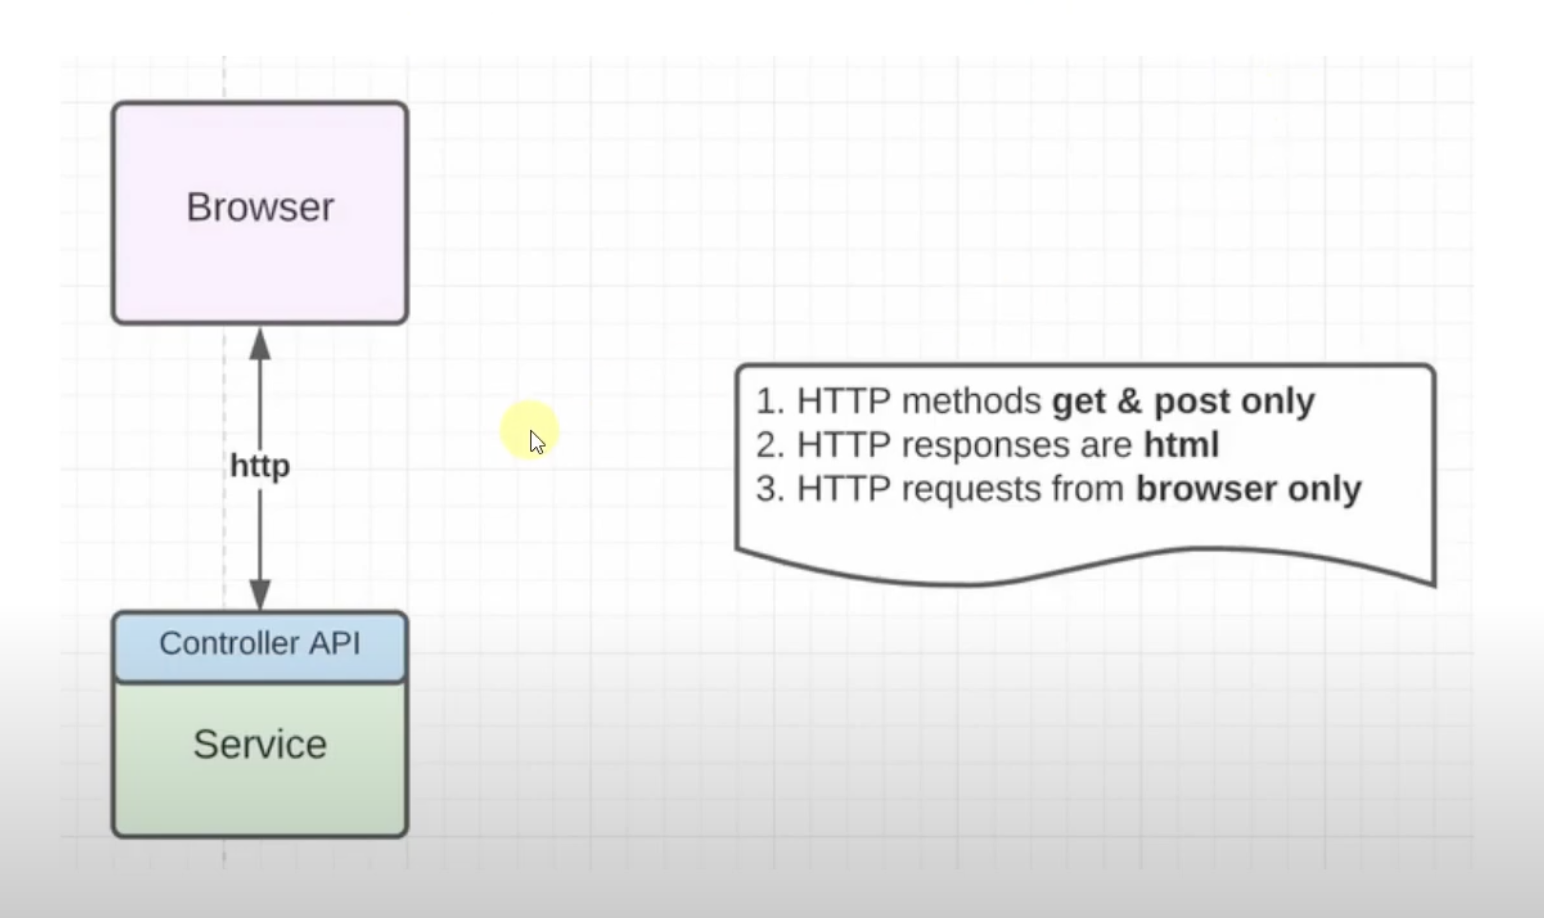 Browser
http
Controller API
Service
1. HTTP methods get & post only
2. HTTP responses are html
3. HTTP requests from browser only